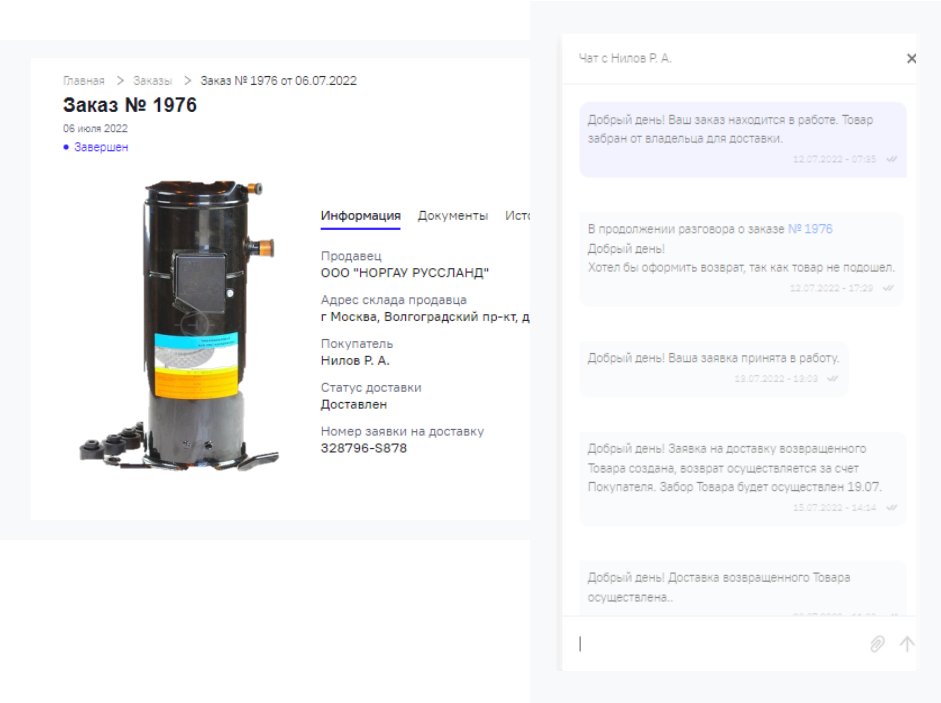 Главная > Заказы > Заказ № 1976 от 06.07.2022
Заказ № 1976
06 июля 2022
• Завершен
Информация Документы Исто
Продавец
ООО "НОРГАУ РУССЛАНД"
Адрес склада продавца
г Москва, Волгоградский пр-кт, д
Покупатель
Нилов Р. А.
Статус доставки
Доставлен
Номер заявки на доставку
328796-S878
Чат с Нилов Р. А.
Добрый день! Ваш заказ находится в работе. Товар
забран от владельца для доставки.
12.07.2022 - 07:35
В продолжении разговора о заказе № 1976
Добрый день!
Хотел бы оформить возврат, так как товар не подошел.
12.07.2022 - 17:29
Добрый день! Ваша заявка принята в работу.
13.07.2022 - 13:03
Добрый день! Заявка на доставку возвращенного
Товара создана, возврат осуществляется за счет
Покупателя. Забор Товара будет осуществлен 19.07.
15.07.2022 - 14:14
Добрый день! Доставка возвращенного Товара
осуществлена..